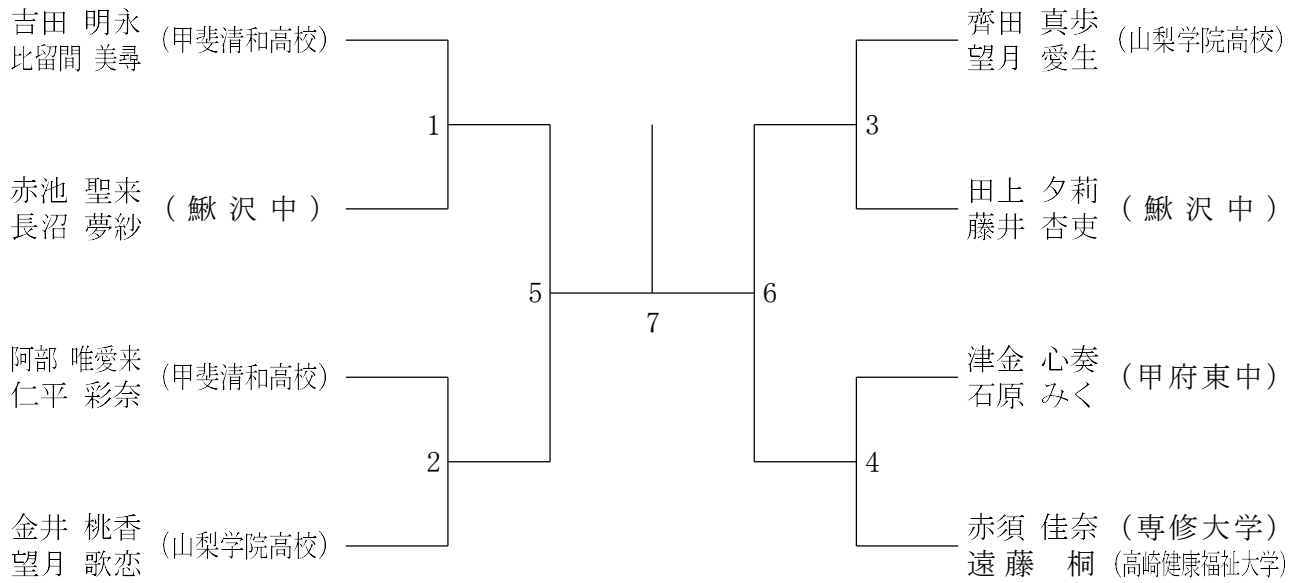 吉田 明永 (甲斐清和高校)
比留間 美尋
1
赤池 聖来 (鰍沢中)
長沼 夢紗
5
阿部 唯愛来 (甲斐清和高校)
仁平 彩奈
2
金井 桃香 (山梨学院高校)
望月 歌恋
7
齊田 真歩 (山梨学院高校)
望月 愛生
3
田上 夕莉 (鰍沢中)
藤井 杏吏
6
津金 心奏 (甲府東中)
石原 みく
4
赤須 佳奈 (専修大学)
遠藤 桐 (高崎健康福祉大学)